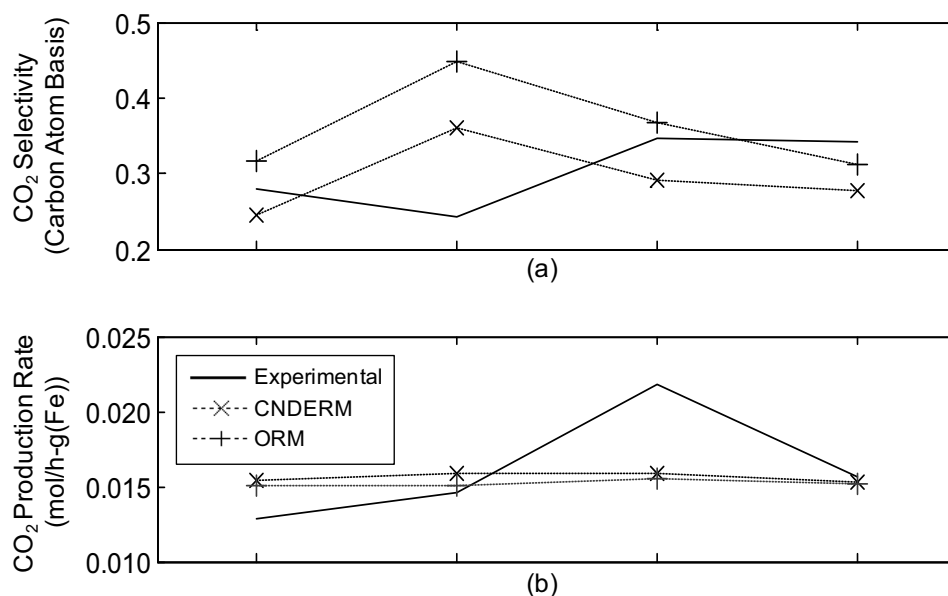 CO2 Selectivity
(Carbon Atom Basis)
0.5
0.4
0.3
0.2
(a)
CO2 Production Rate
(mol/h-g(Fe))
0.025
0.020
0.015
0.010
Experimental
CNDERM
ORM
(b)